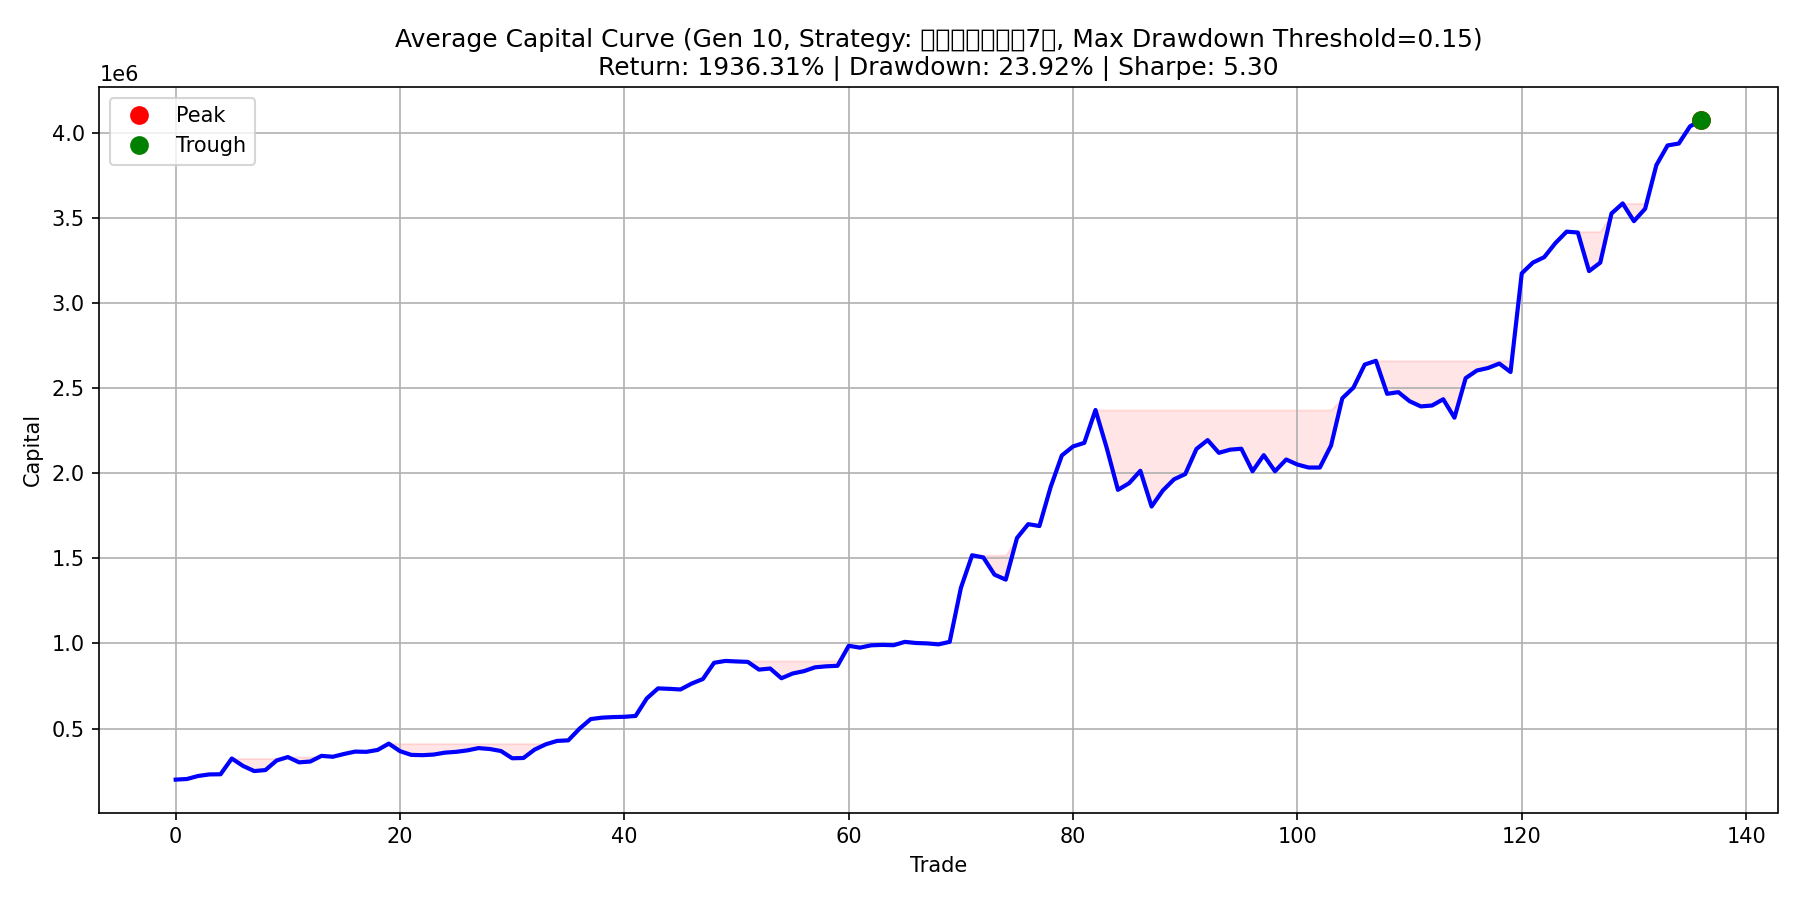 Average Capital Curve (Gen 10, Strategy: 7, Max Drawdown Threshold=0.15)
Return: 1936.31% | Drawdown: 23.92% | Sharpe: 5.30
1e6
Peak
Trough
4.0
3.5
3.0
2.5
2.0
1.5
1.0
0.5
Capital
0 20 40 60 80 100 120 140
Trade